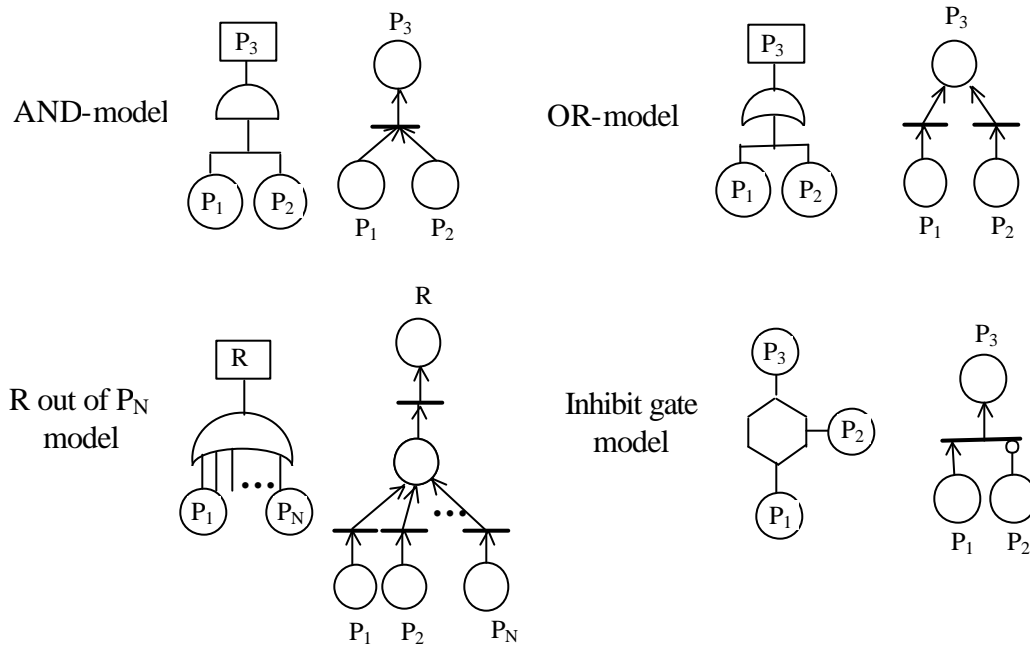 P3
P3
AND-model
P1
P2
P1
P2
P3
P3
OR-model
P1
P2
P1
P2
R
R
R out of PN
model
P1
PN
P1
P2
PN
P3
P3
Inhibit gate
model
P2
P1
P1
P2